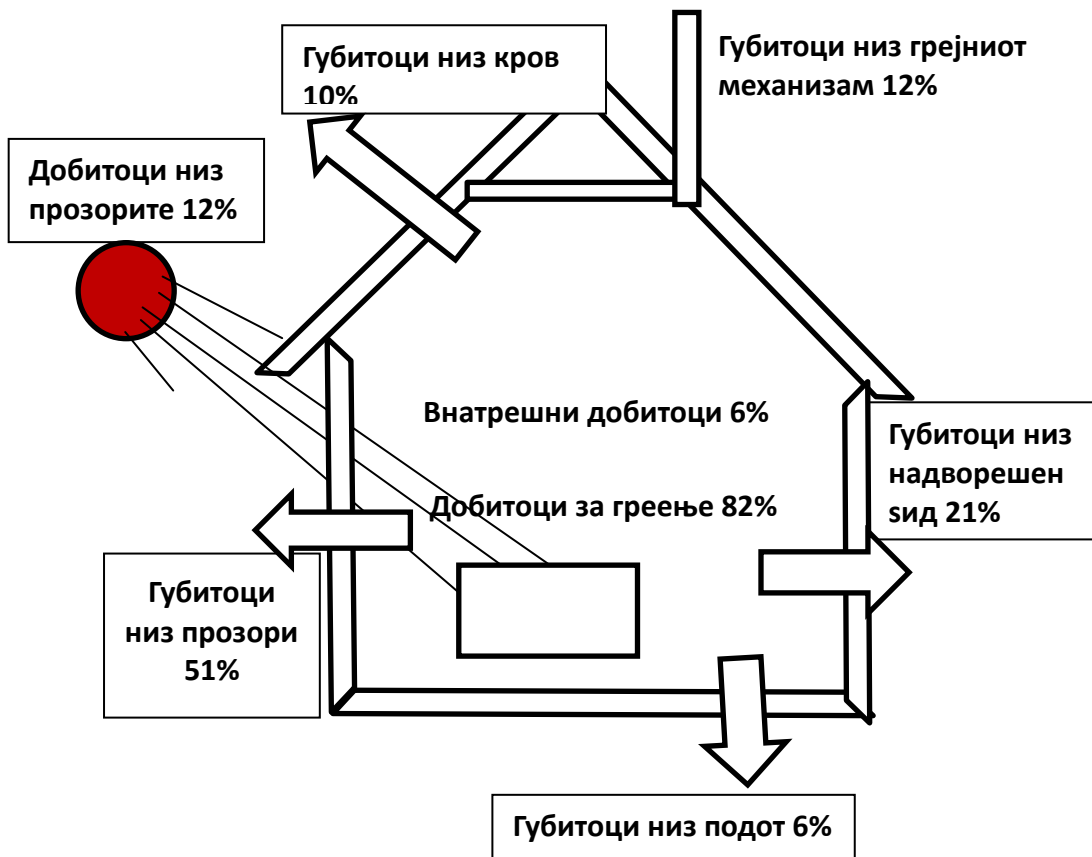 Губитоци низ кров
10%
Губитоци низ грејниот
механизам 12%
Добитоци низ
прозорите 12%
Внатрешни добитоци 6%
Губитоци низ
надворешен
ѕид 21%
Добитоци за греење 82%
Губитоци
низ прозори
51%
Губитоци низ подот 6%